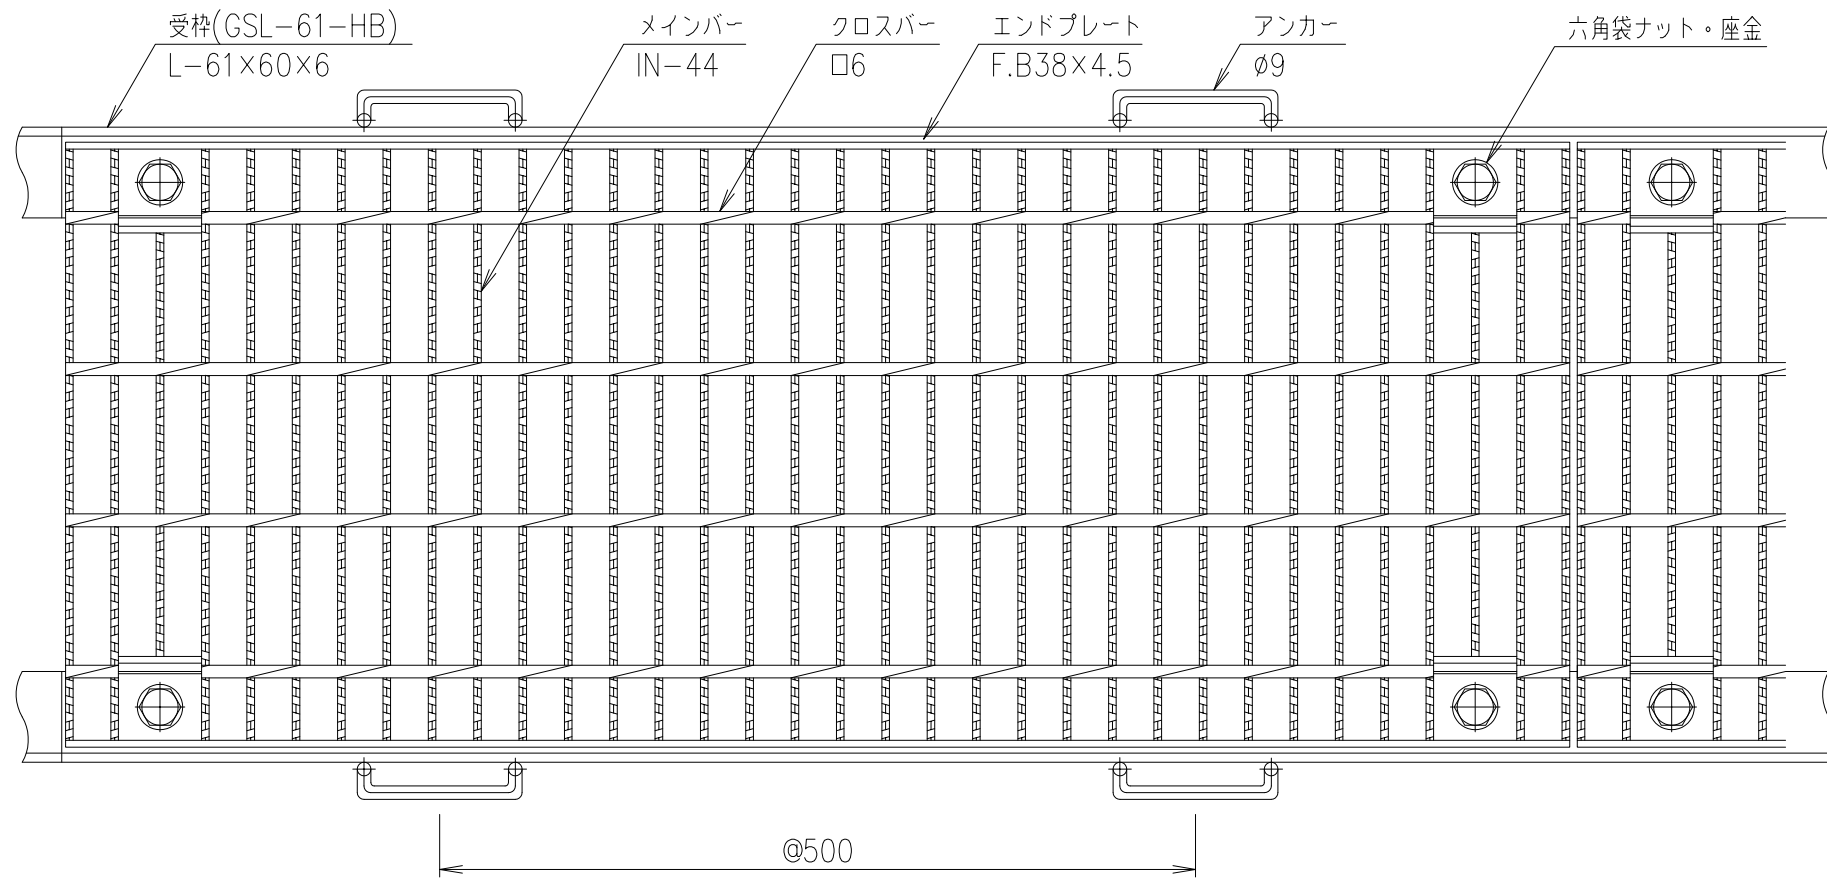 受枠(GSL-61-HB)
L-61×60×6
メインバー
IN-44
クロスバー
□6
エンドプレート
F.B38×4.5
アンカー
φ9
六角袋ナット・座金
@500